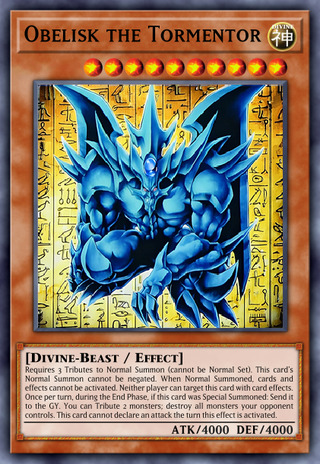 OBELISK THE TORMENTOR
DIVINE
神
[DIVINE-BEAST / EFFECT]
Requires 3 Tributes to Normal Summon (cannot be Normal Set). This card's
Normal Summon cannot be negated. When Normal Summoned, cards and
effects cannot be activated. Neither player can target this card with card effects.
Once per turn, during the End Phase, if this card was Special Summoned: Send it
to the GY. You can Tribute 2 monsters; destroy all monsters your opponent
controls. This card cannot declare an attack the turn this effect is activated.
ATK/4000 DEF/4000